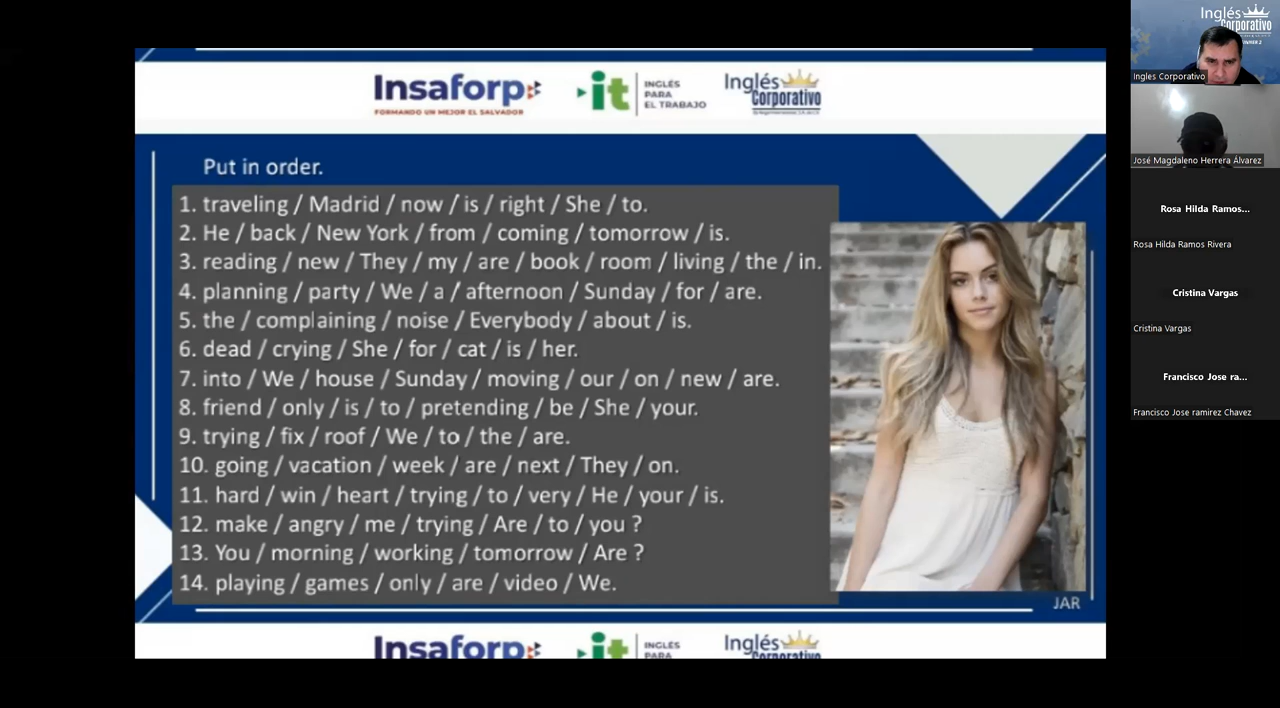 Insaforp
FORMANDO UN MEJOR EL SALVADOR
it
INGLÉS
PARA
EL TRABAJO
Inglés
Corporativo
Put in order.
1. traveling / Madrid / now / is / right / She / to.
2. He / back / New York / from / coming / tomorrow / is.
3. reading / new / They / my / are / book / room / living / the / in.
4. planning / party / We / a / afternoon / Sunday / for / are.
5. the / complaining / noise / Everybody / about / is.
6. dead / crying / She / for / cat / is / her.
7. into / We / house / Sunday / moving / our / on / new / are.
8. friend / only / is / to / pretending / be / She / your.
9. trying / fix / roof / We / to / the / are.
10. going / vacation / week / are / next / They / on.
11. hard / win / heart / trying / to / very / He / your / is.
12. make / angry / me / trying / Are / to / you ?
13. You / morning / working / tomorrow / Are ?
14. playing / games / only / are / video / We.
JAR
Insaforp
it
INGLÉS
PARA
Inglés
Corporativo
Inglés
Corporativo
Ingles Corporativo
José Magdaleno Herrera Álvarez
Rosa Hilda Ramos...
Rosa Hilda Ramos Rivera
Cristina Vargas
Cristina Vargas
Francisco Jose ra...
Francisco Jose ramirez Chavez